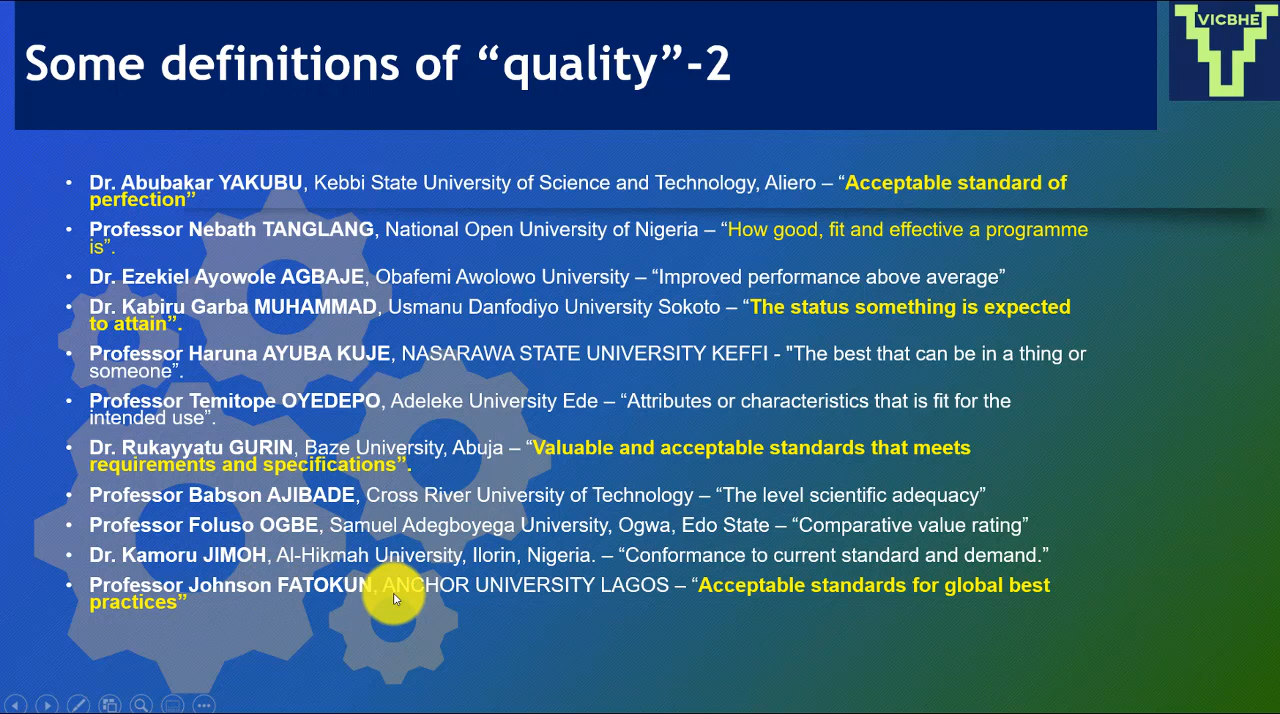 Some definitions of “quality”-2
VICBHE
• Dr. Abubakar YAKUBU, Kebbi State University of Science and Technology, Aliero – “Acceptable standard of
perfection”
• Professor Nebath TANGLANG, National Open University of Nigeria – “How good, fit and effective a programme
is”.
• Dr. Ezekiel Ayowole AGBAJE, Obafemi Awolowo University – “Improved performance above average”
• Dr. Kabiru Garba MUHAMMAD, Usmanu Danfodiyo University Sokoto – “The status something is expected
to attain”.
• Professor Haruna AYUBA KUJE, NASARAWA STATE UNIVERSITY KEFFI - "The best that can be in a thing or
someone”.
• Professor Temitope OYEDEPO, Adeleke University Ede – “Attributes or characteristics that is fit for the
intended use”.
• Dr. Rukayyatu GURIN, Baze University, Abuja – “Valuable and acceptable standards that meets
requirements and specifications”.
• Professor Babson AJIBADE, Cross River University of Technology – “The level scientific adequacy”
• Professor Foluso OGBE, Samuel Adegboyega University, Ogwa, Edo State – “Comparative value rating”
• Dr. Kamoru JIMOH, Al-Hikmah University, Ilorin, Nigeria. – “Conformance to current standard and demand.”
• Professor Johnson FATOKUN, ANCHOR UNIVERSITY LAGOS – “Acceptable standards for global best
practices”